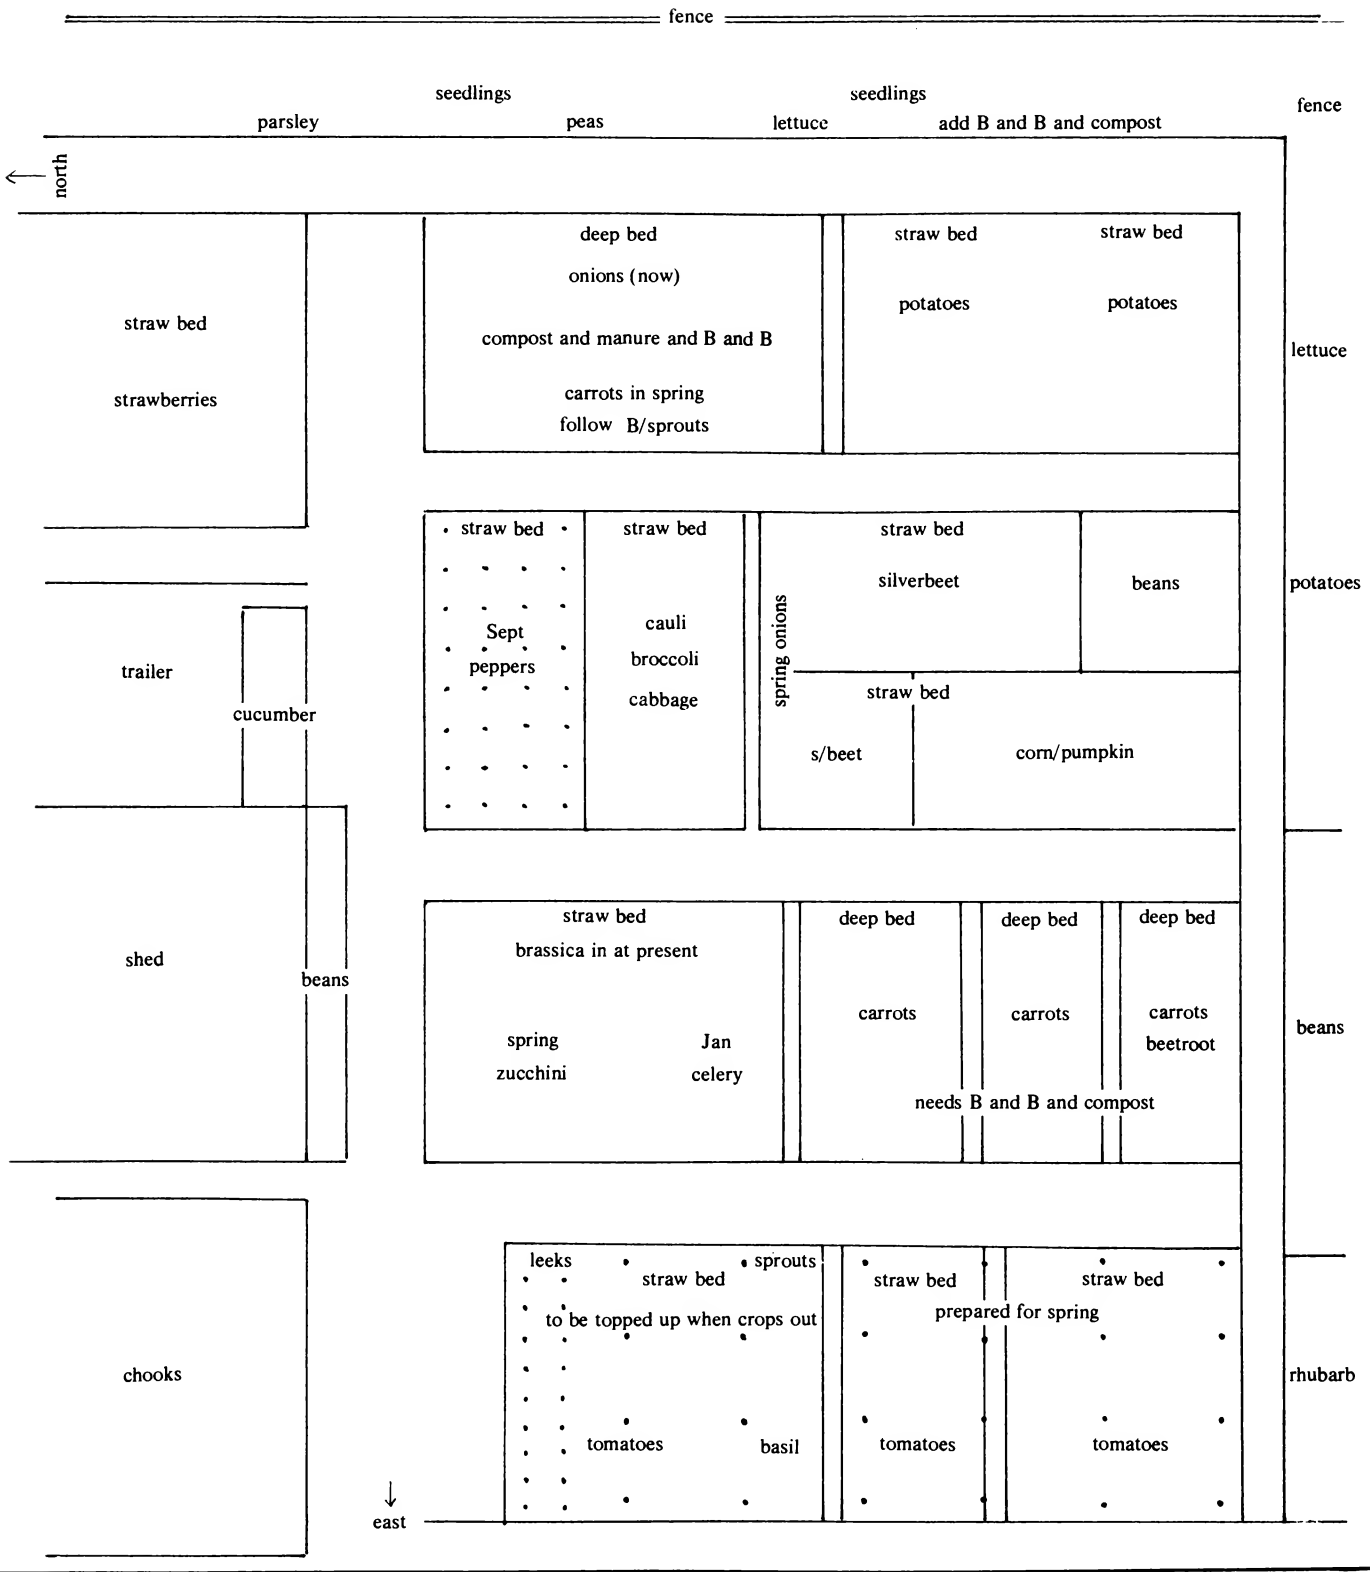 fence
seedlings
seedlings
fence
parsley
peas
lettuce
add B and B and compost
north
straw bed
strawberries
deep bed
onions (now)
compost and manure and B and B
carrots in spring
follow B/sprouts
straw bed
straw bed
potatoes
potatoes
lettuce
trailer
cucumber
straw bed
Sept
peppers
straw bed
cauli
broccoli
cabbage
spring onions
straw bed
silverbeet
beans
straw bed
s/beet
corn/pumpkin
potatoes
shed
beans
straw bed
brassica in at present
spring
zucchini
Jan
celery
deep bed
carrots
deep bed
carrots
deep bed
carrots
beetroot
needs B and B and compost
beans
chooks
east
leeks
sprouts
straw bed
to be topped up when crops out
tomatoes
basil
straw bed
straw bed
prepared for spring
tomatoes
tomatoes
rhubarb